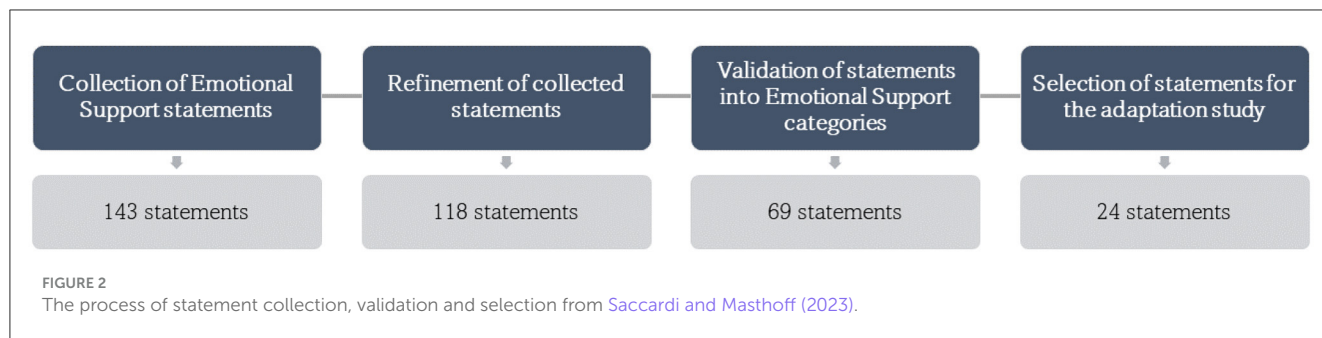 Collection of Emotional
Support statements
Refinement of collected
statements
Validation of statements
into Emotional Support
categories
Selection of statements for
the adaptation study
143 statements
118 statements
69 statements
24 statements
FIGURE 2
The process of statement collection, validation and selection from Saccardi and Masthoff (2023).